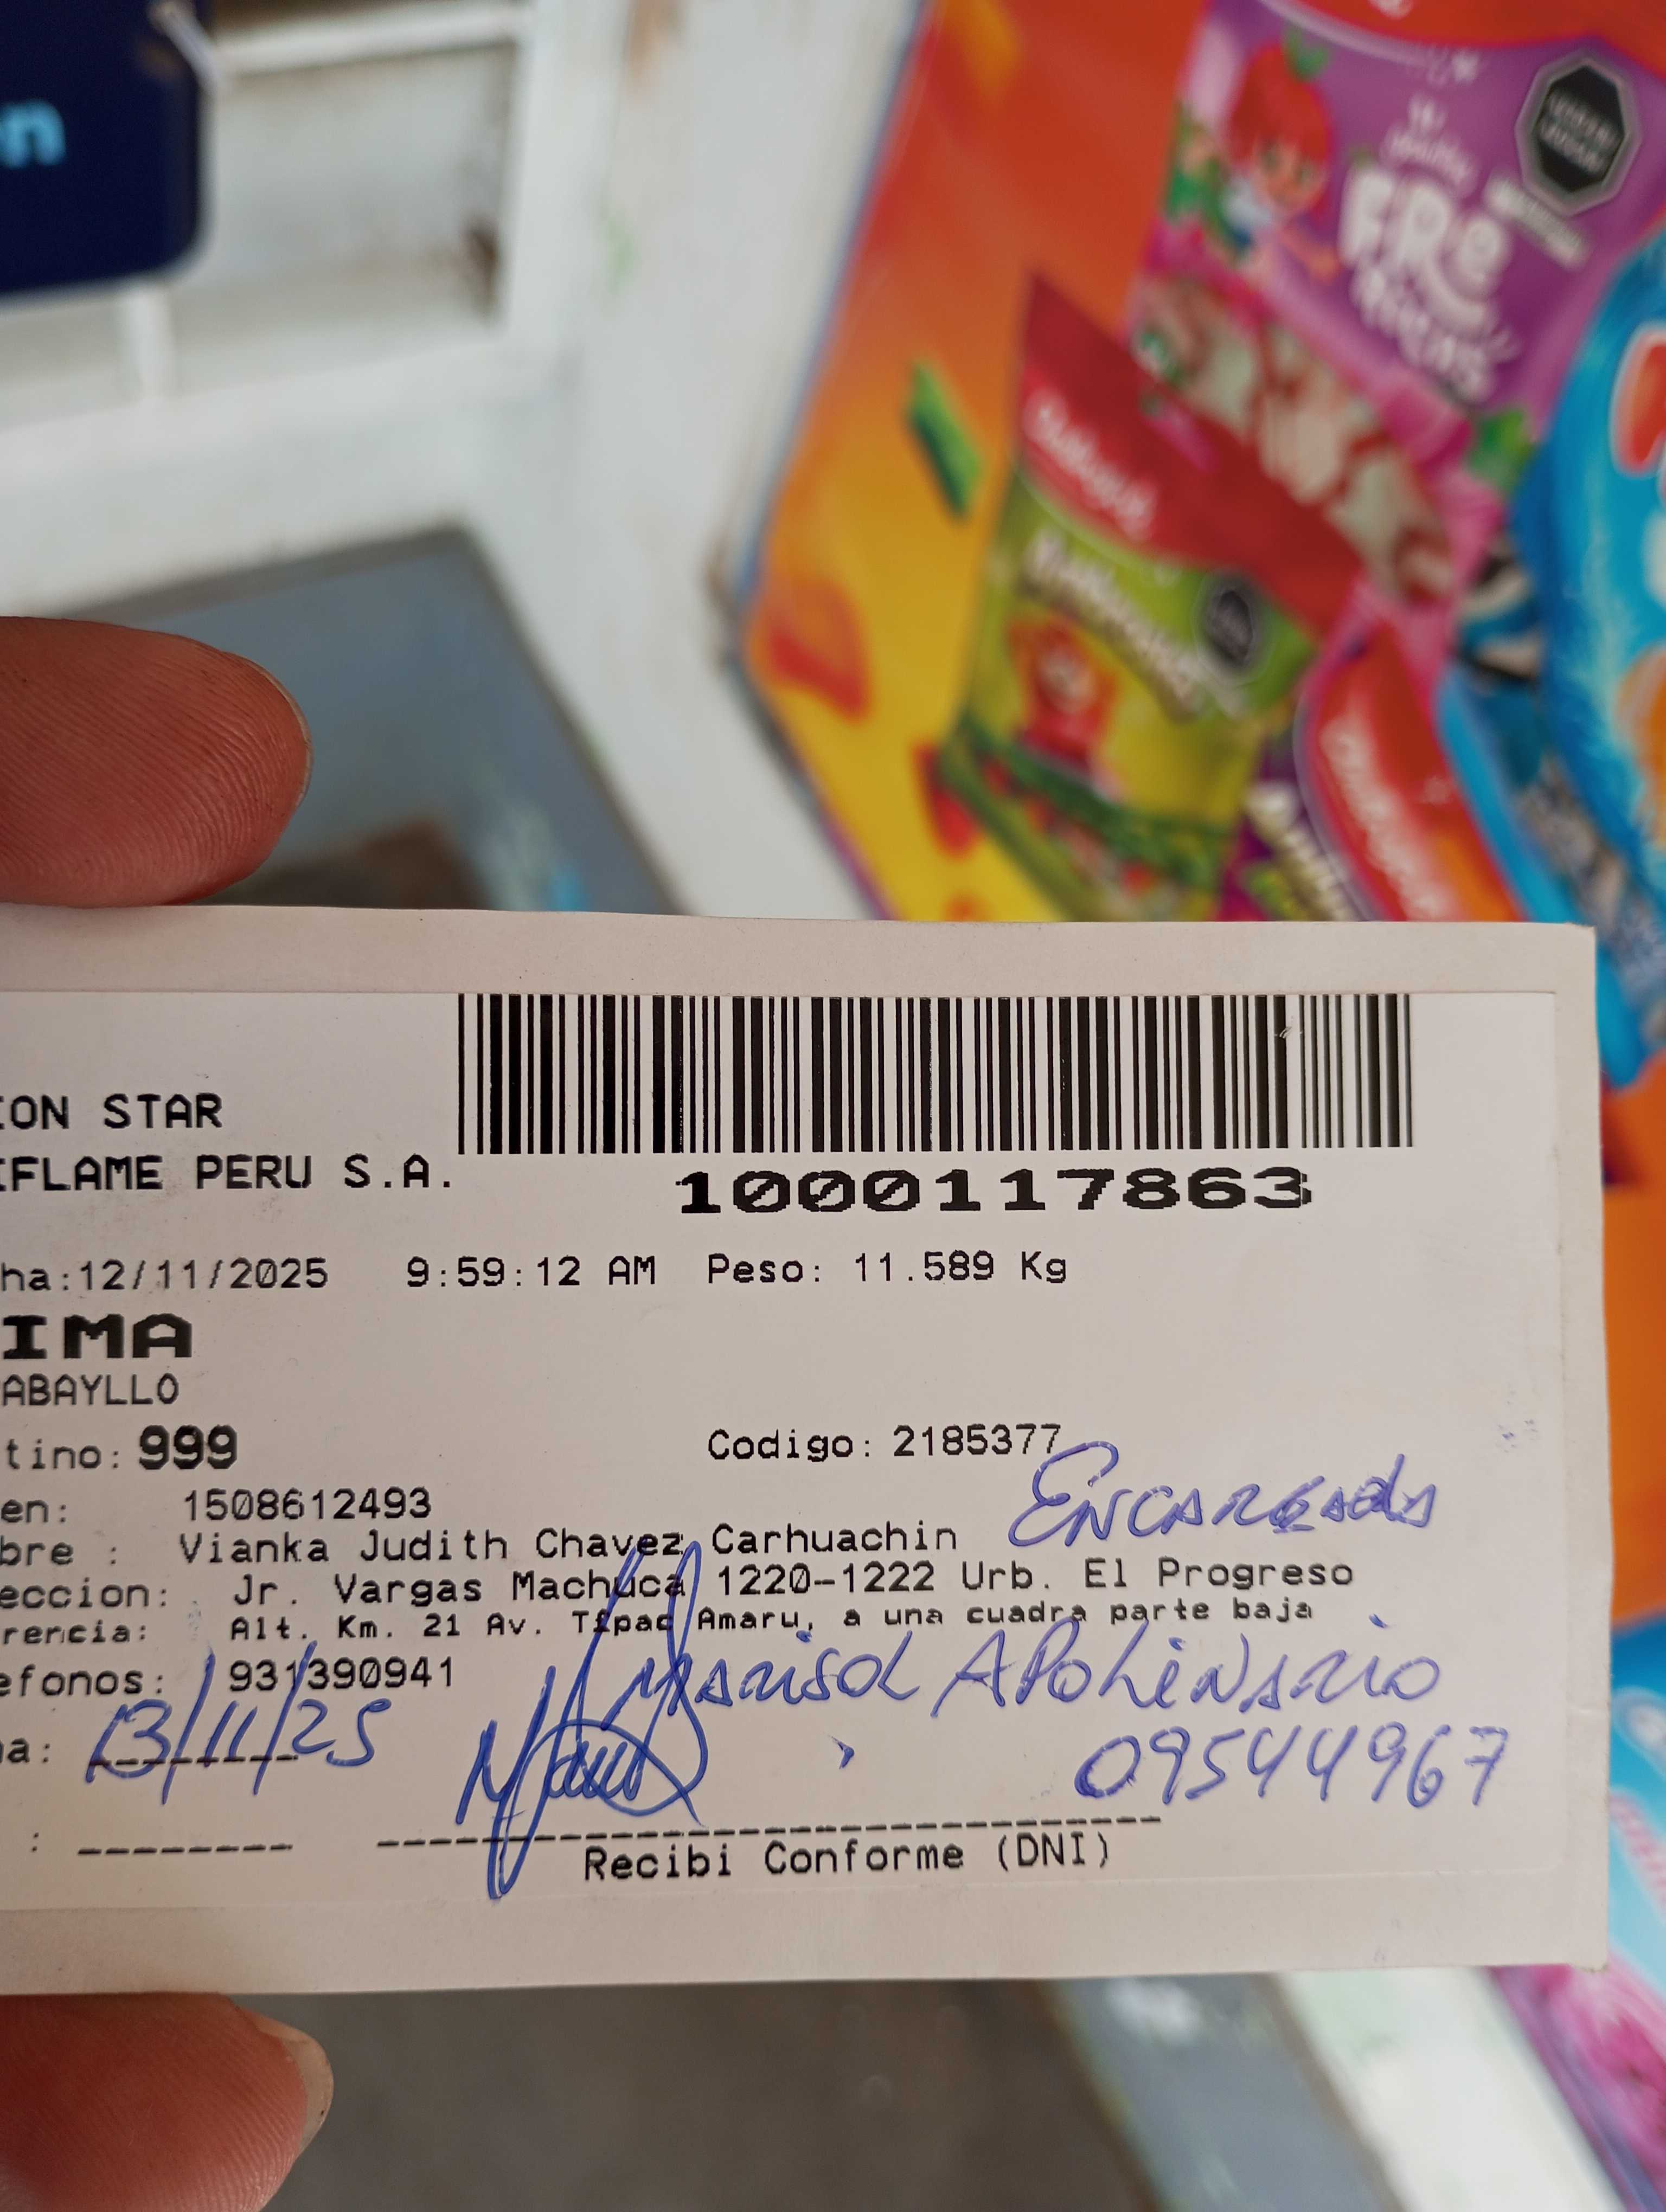 n
FRe
ION STAR
IFLAME PERU S.A.
1000117863
ha:12/11/2025 9:59:12 AM Peso: 11.589 Kg
IMA
ABAYLLO
tino: 999 Codigo: 2185377
Encargada
en: 1508612493
bre : Vianka Judith Chavez Carhuachin
eccion: Jr. Vargas Machuca 1220-1222 Urb. El Progreso
rencia: Alt. Km. 21 Av. Túpac Amaru, a una cuadra parte baja
efonos: 931390941
Marisol Apolinario
a: 13/11/25
09544967
:
Recibi Conforme (DNI)